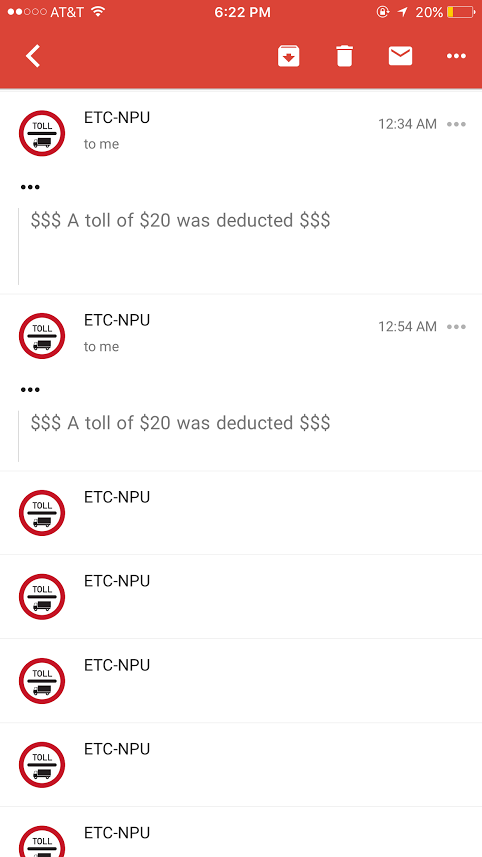 AT&T 6:22 PM 20%
TOLL
ETC-NPU
12:34 AM
to me
$$$ A toll of $20 was deducted $$$
TOLL
ETC-NPU
12:54 AM
to me
$$$ A toll of $20 was deducted $$$
TOLL
ETC-NPU
TOLL
ETC-NPU
TOLL
ETC-NPU
TOLL
ETC-NPU
TOLL
ETC-NPU